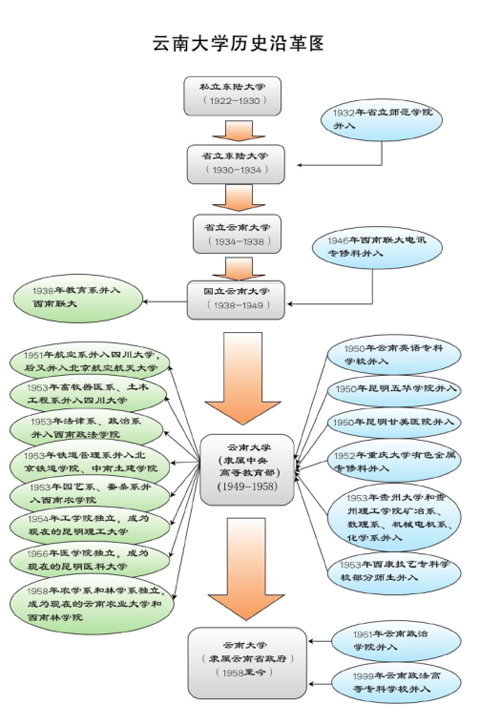 云南大学历史沿革图
私立东陆大学
（1922—1930）
1932年省立师范学院
并入
省立东陆大学
（1930—1934）
省立云南大学
（1934—1938）
1946年西南联大电讯
专修科并入
1938年教育系并入
西南联大
国立云南大学
（1938—1949）
1951年航空系并入四川大学，
后又并入北京航空航天大学
1953年畜牧兽医系、土木
工程系并入四川大学
1953年法律系、政治系
并入西南政法学院
1953年铁道管理系并入北
京铁道学院、中南土建学院
1953年园艺系、蚕桑系并
入西南农学院
1954年工学院独立，成为
现在的昆明理工大学
1956年医学院独立，成为
现在的昆明医科大学
1958年农学系和林学系独立，
成为现在的云南农业大学和
西南林学院
云南大学
（隶属中央
高等教育部）
（1949—1958）
1950年云南英语专科
学校并入
1950年昆明五华学院并入
1950年昆明甘美医院并入
1952年重庆大学有色金属
专修科并入
1953年贵州大学和贵
州理工学院矿冶系、
数理系、机械电机系、
化学系并入
1953年西康技艺专科学
校部分师生并入
云南大学
（隶属云南省政府）
（1958至今）
1961年云南政治
学院并入
1999年云南政法高
等专科学校并入